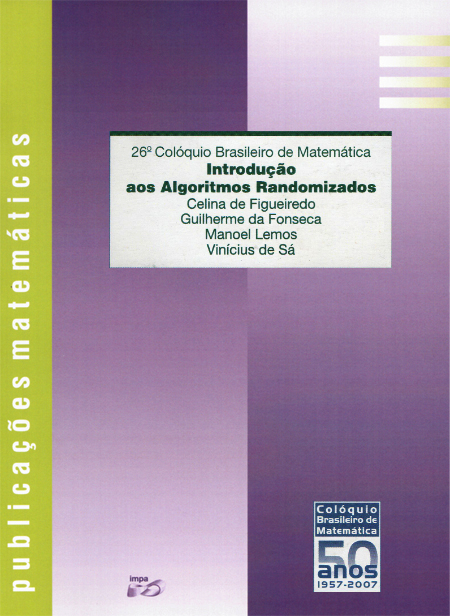 publicações matemáticas
26º Colóquio Brasileiro de Matemática
Introdução
aos Algoritmos Randomizados
Celina de Figueiredo
Guilherme da Fonseca
Manoel Lemos
Vinícius de Sá
impa
Colóquio
Brasileiro de
Matemática
50
anos
1957-2007